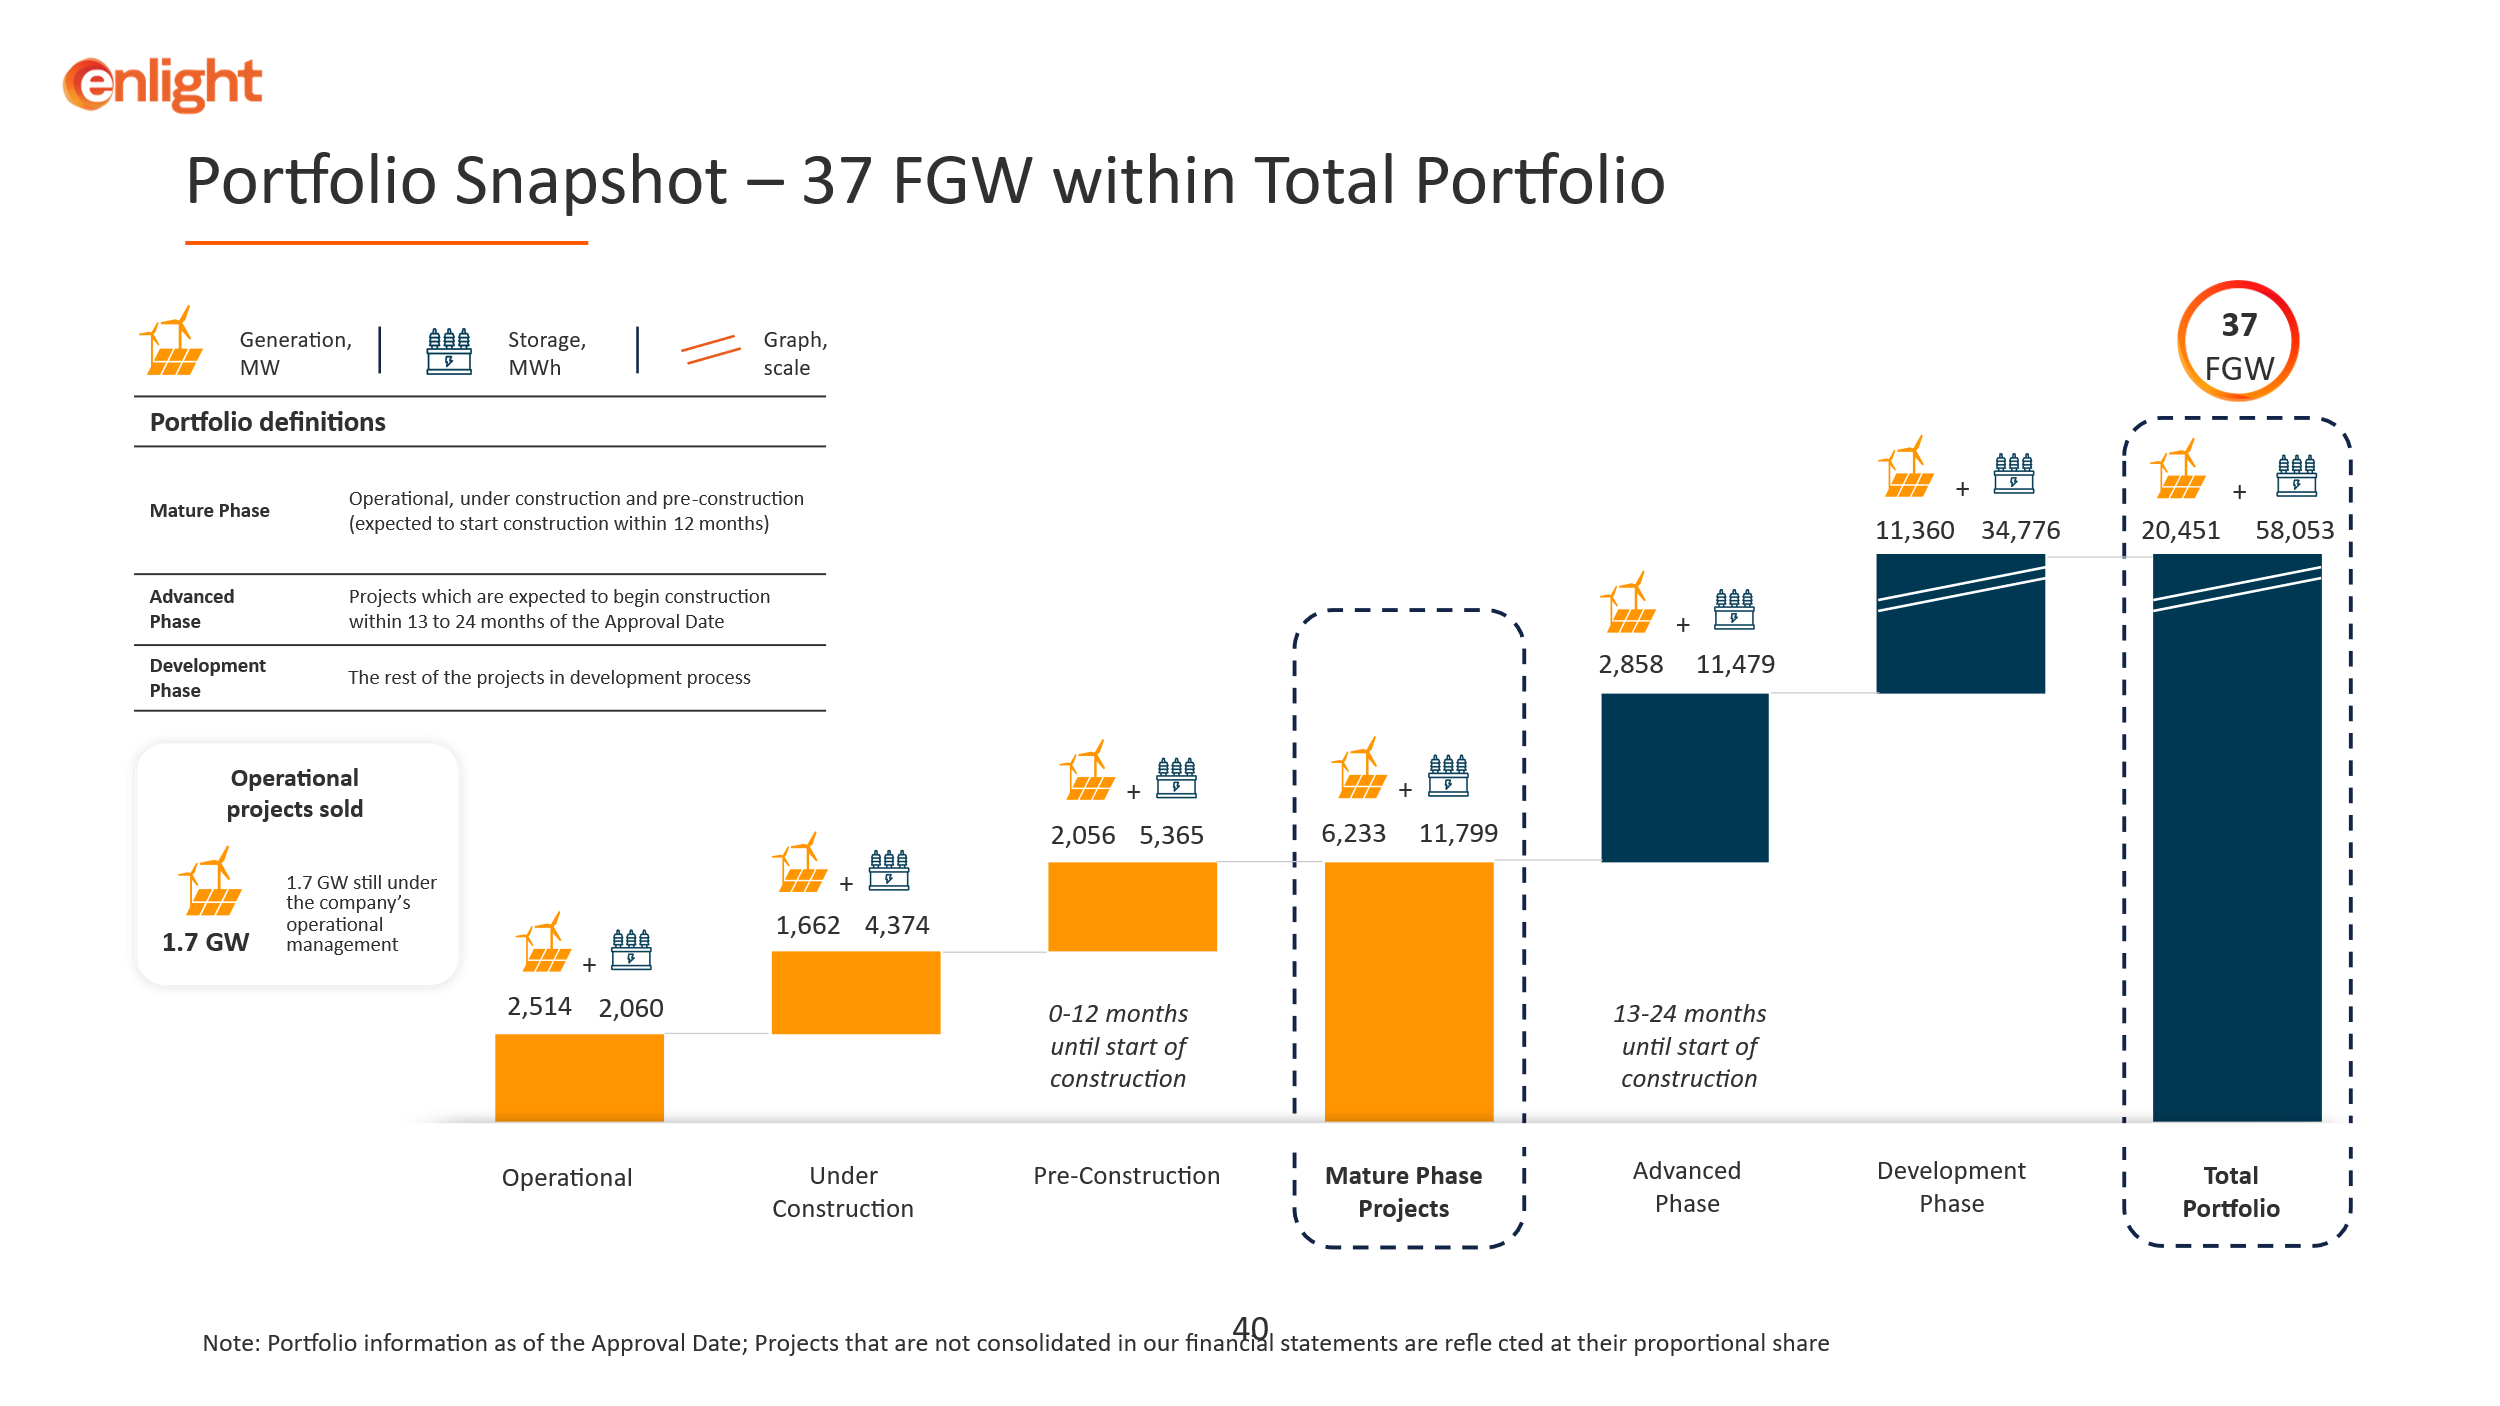 enlight
Portfolio Snapshot – 37 FGW within Total Portfolio
Generation,
MW
Storage,
MWh
Graph,
scale
Portfolio definitions
Mature Phase
Operational, under construction and pre-construction
(expected to start construction within 12 months)
Advanced
Phase
Projects which are expected to begin construction
within 13 to 24 months of the Approval Date
Development
Phase
The rest of the projects in development process
Operational
projects sold
1.7 GW
1.7 GW still under
the company's
operational
management
+
2,514 2,060
+
1,662 4,374
+
2,056 5,365
0-12 months
until start of
construction
+
6,233 11,799
+
2,858 11,479
13-24 months
until start of
construction
+
11,360 34,776
37
FGW
+
20,451 58,053
Operational
Under
Construction
Pre-Construction
Mature Phase
Projects
Advanced
Phase
Development
Phase
Total
Portfolio
40
Note: Portfolio information as of the Approval Date; Projects that are not consolidated in our financial statements are refle cted at their proportional share